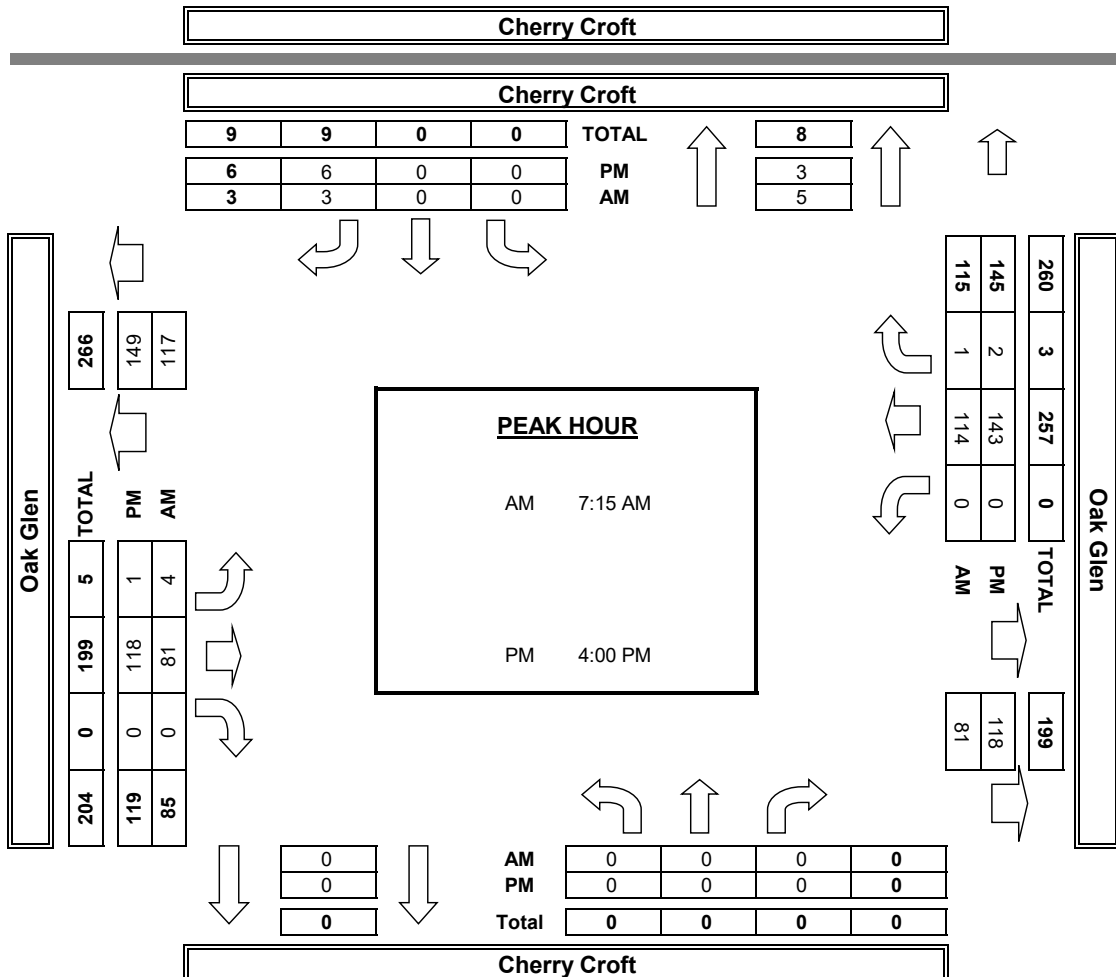 Cherry Croft
Cherry Croft
9 9 0 0 TOTAL 8
6 6 0 0 PM 3
3 3 0 0 AM 5
Oak Glen
266
149
117
TOTAL
PM
AM
5 1 4
199 118 81
0 0 0
204 119 85
PEAK HOUR
AM 7:15 AM
PM 4:00 PM
115 145 260
1 2 3
114 143 257
0 0 0
AM
PM
TOTAL
81 118 199
Oak Glen
0 AM 0 0 0 0
0 PM 0 0 0 0
0 Total 0 0 0 0
Cherry Croft